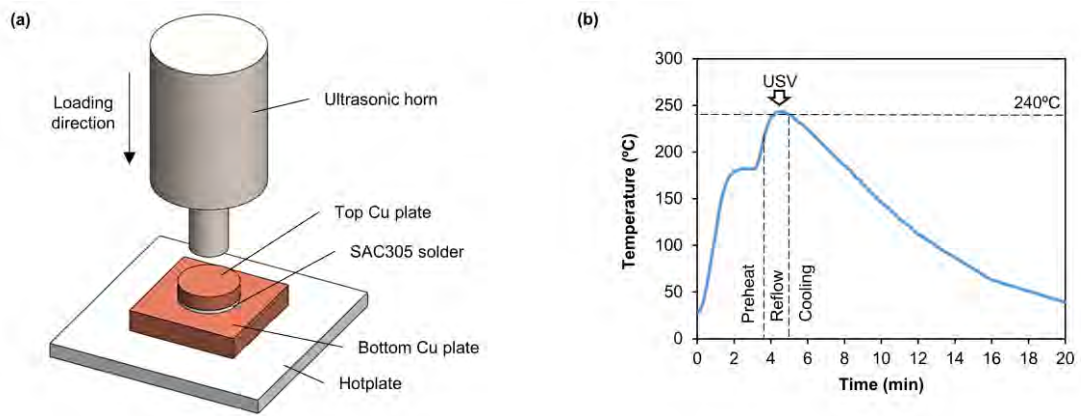 (a)
Loading
direction
Ultrasonic horn
Top Cu plate
SAC305 solder
Bottom Cu plate
Hotplate
(b)
300
250
200
150
100
50
0
Temperature (ºC)
USV
240ºC
Preheat
Reflow
Cooling
0 2 4 6 8 10 12 14 16 18 20
Time (min)